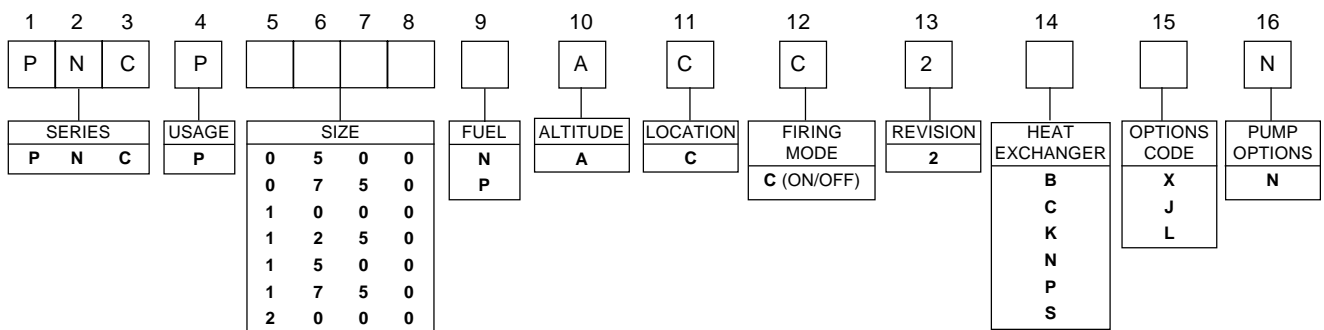 1 2 3 4 5 6 7 8 9 10 11 12 13 14 15 16
P N C P A C C 2 N
SERIES
P N C
USAGE
P
SIZE
0 5 0 0
0 7 5 0
1 0 0 0
1 2 5 0
1 5 0 0
1 7 5 0
2 0 0 0
FUEL
N
P
ALTITUDE
A
LOCATION
C
FIRING
MODE
C (ON/OFF)
REVISION
2
HEAT
EXCHANGER
B
C
K
N
P
S
OPTIONS
CODE
X
J
L
PUMP
OPTIONS
N